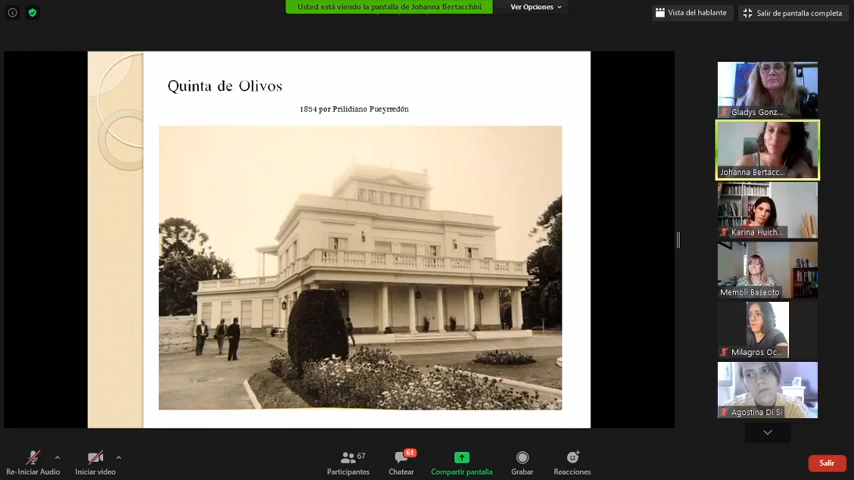 Usted está viendo la pantalla de Johanna Bertacchini
Ver Opciones
Vista del hablante
Salir de pantalla completa
Quinta de Olivos
1854 por Prilidiano Pueyrredón
Gladys Gonz...
Johanna Bertacc...
Karina Huich...
Memoli Baseoto
Milagros Oc...
Agostina Di Si
Re-Iniciar Audio
Iniciar video
Participantes
67
Chatear
61
Compartir pantalla
Grabar
Reacciones
Salir